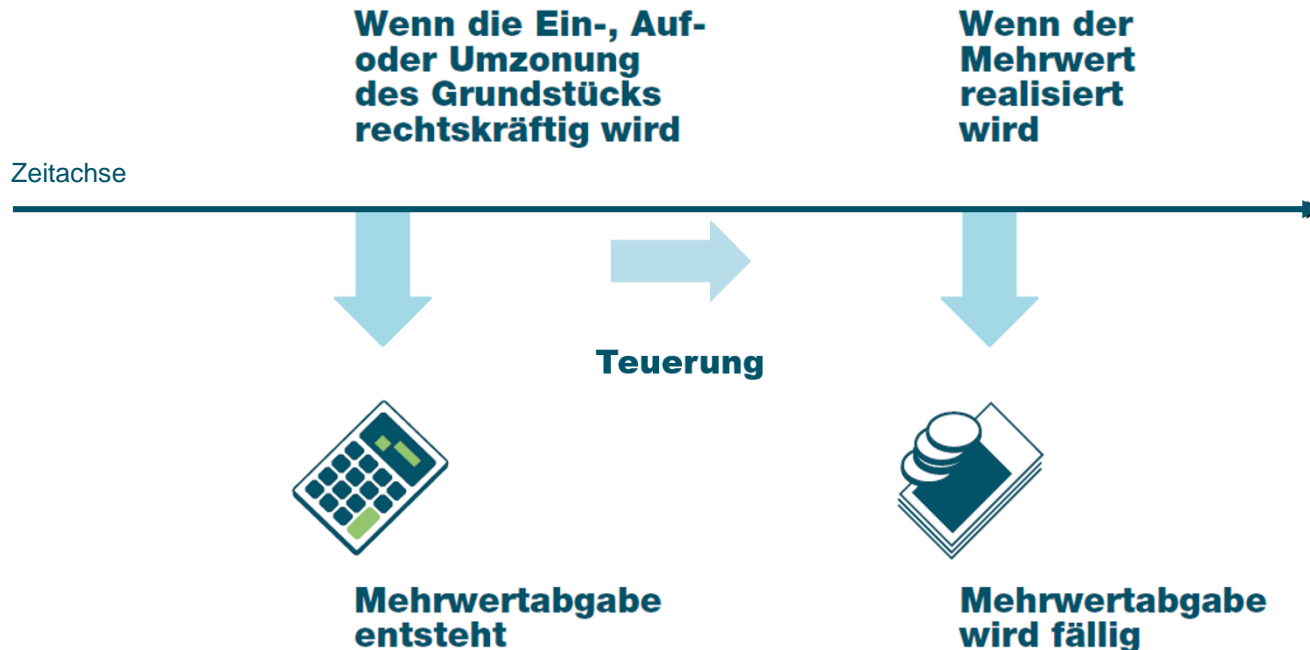 Wenn die Ein-, Auf-
oder Umzonung
des Grundstücks
rechtskräftig wird
Wenn der
Mehrwert
realisiert
wird
Zeitachse
Teuerung
Mehrwertabgabe
entsteht
Mehrwertabgabe
wird fällig